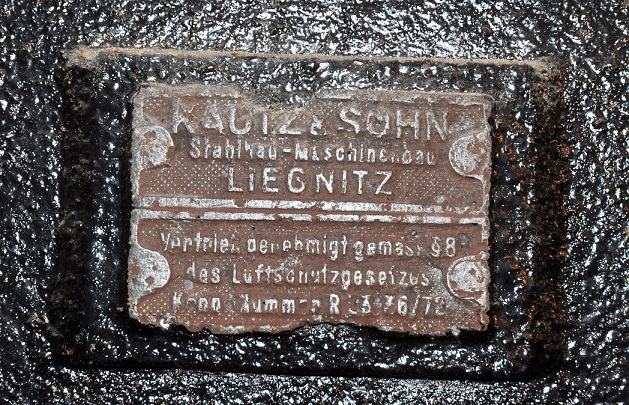 KAUTZ & SOHN
Stahlbau-Maschinenbau
LIEGNITZ
Vertrieb genehmigt gemäss §8
des Luftschutzgesetzes
Kenn Nummer R